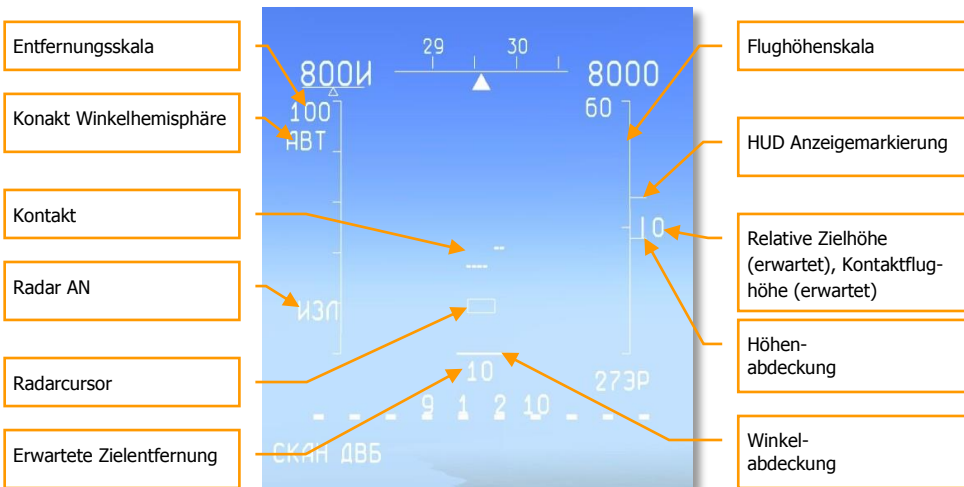 Entfernungsskala
Konakt Winkelhemisphäre
Kontakt
Radar AN
Radarcursor
Erwartete Zielentfernung
29 30
800И 8000
100 60
АВТ
10
ИЗЛ
10
27ЭР
9 1 2 10
СКАН ДВБ
Flughöhenskala
HUD Anzeigemarkierung
Relative Zielhöhe
(erwartet), Kontaktflug-
höhe (erwartet)
Höhen-
abdeckung
Winkel-
abdeckung